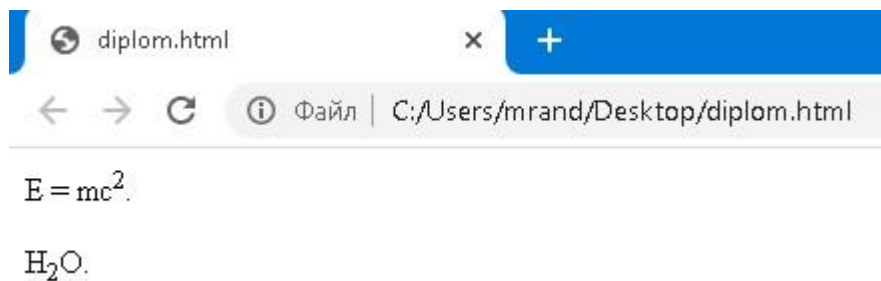 diplom.html
Файл | C:/Users/mrand/Desktop/diplom.html
E = mc².
H₂O.